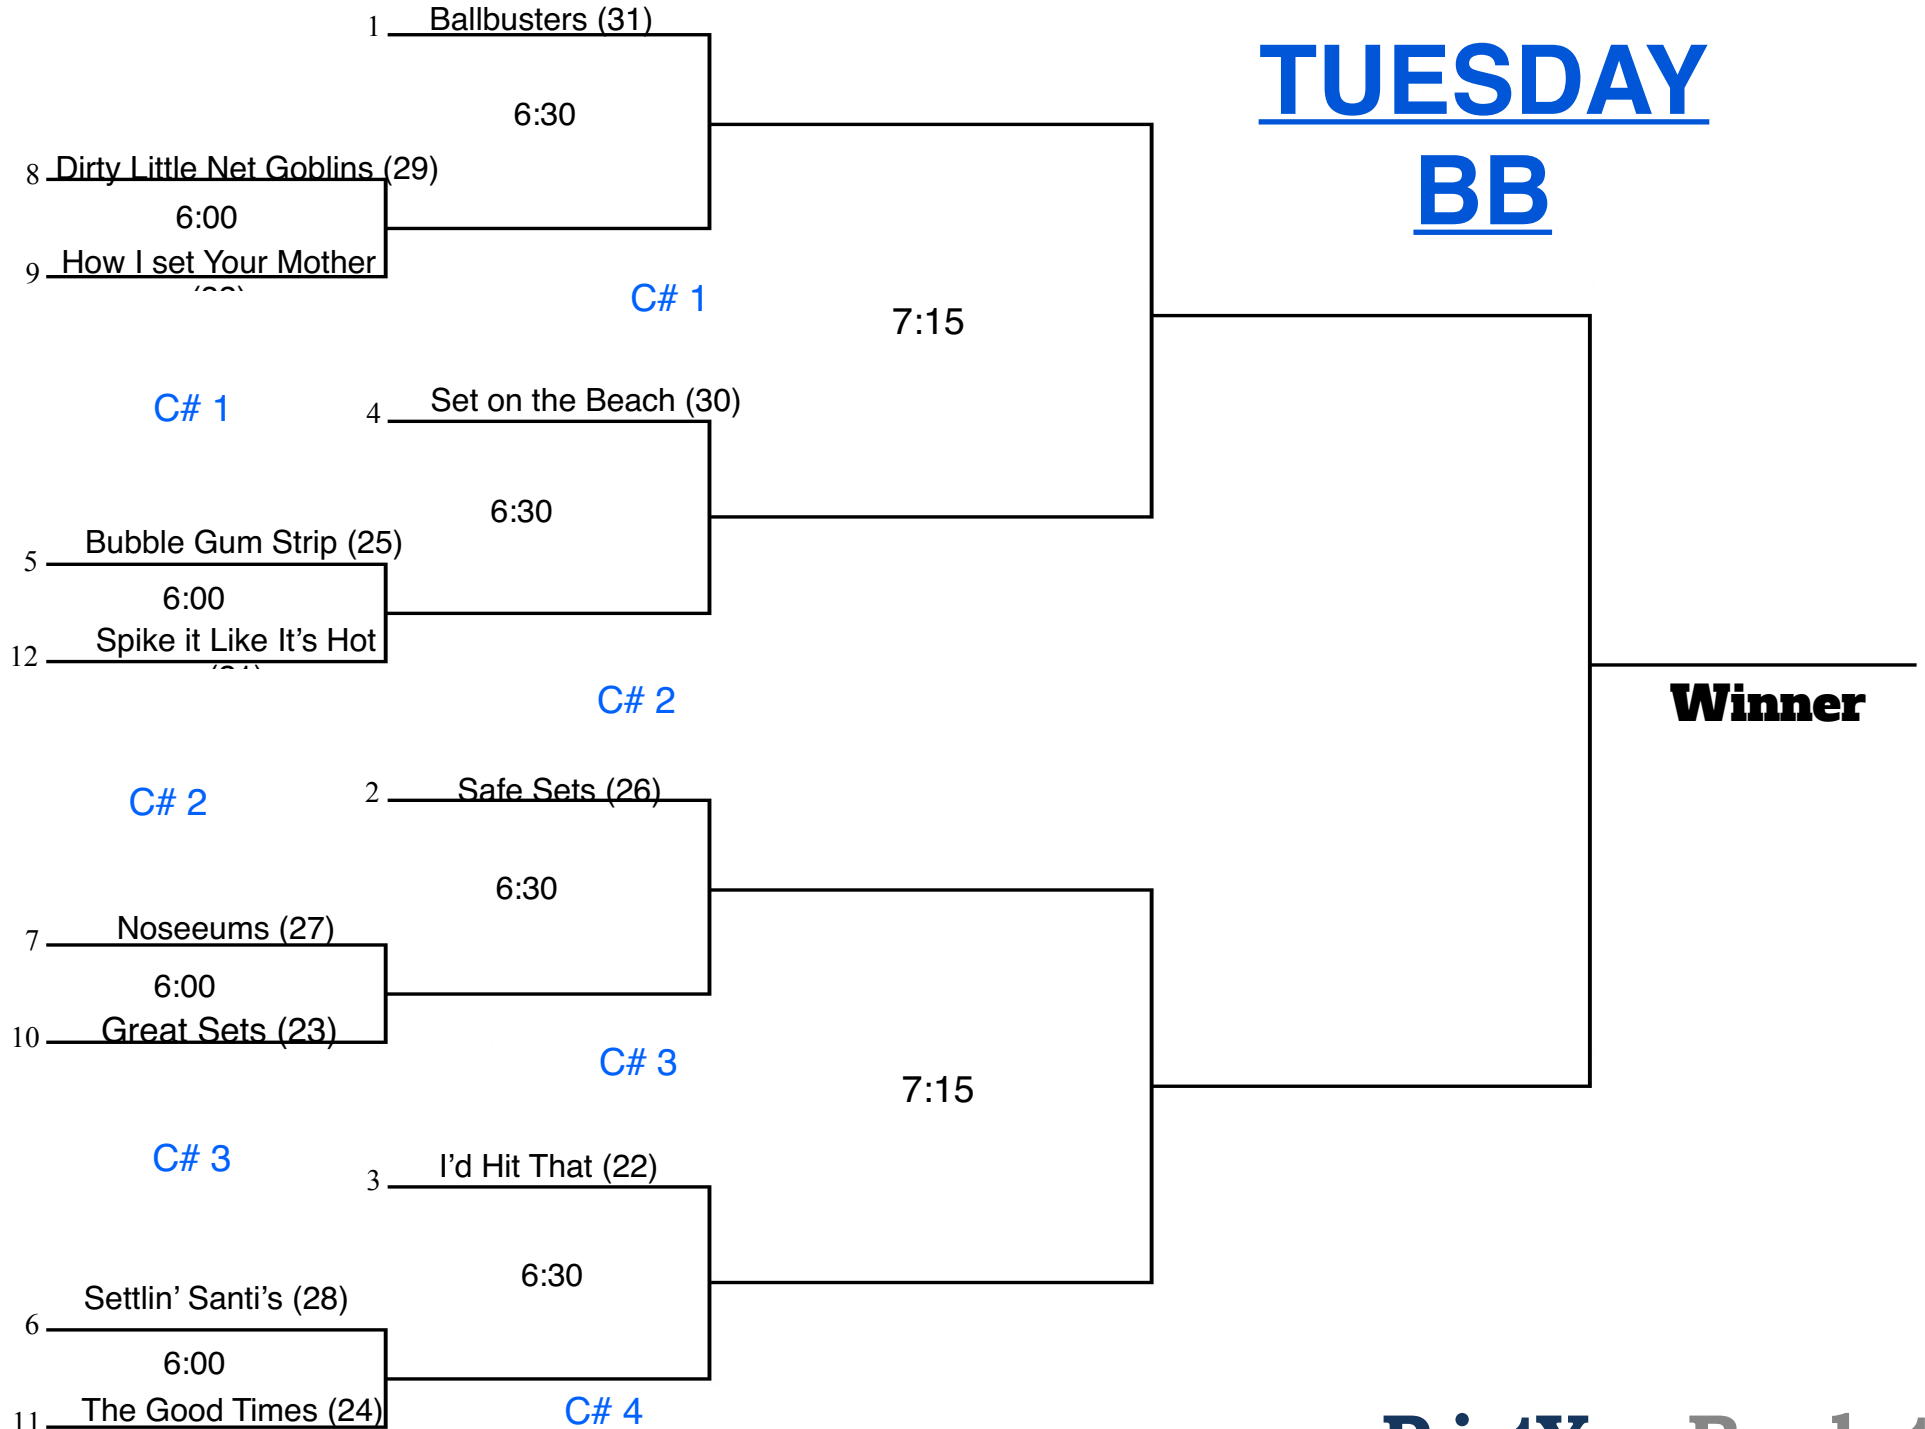 1 Ballbusters (31)
TUESDAY
BB
6:30
8 Dirty Little Net Goblins (29)
6:00
9 How I set Your Mother
C# 1
7:15
C# 1
4 Set on the Beach (30)
6:30
5 Bubble Gum Strip (25)
6:00
12 Spike it Like It’s Hot
C# 2
Winner
C# 2
2 Safe Sets (26)
6:30
7 Noseeums (27)
6:00
10 Great Sets (23)
C# 3
7:15
C# 3
3 I’d Hit That (22)
6:30
6 Settlin’ Santi’s (28)
6:00
11 The Good Times (24)
C# 4